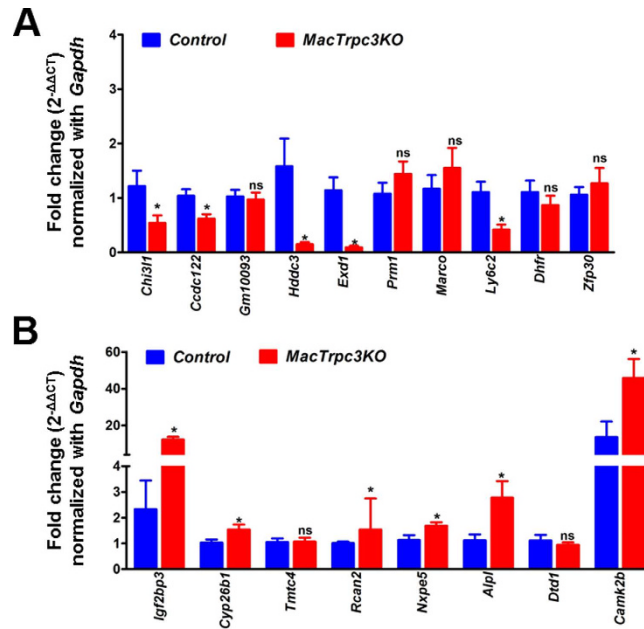 A
Control
MacTrpc3KO
Fold change (2-ΔΔCT)
normalized with Gapdh
4
3
2
1
0
*
*
ns
*
*
ns
ns
*
ns
ns
Chi3l1
Ccdc122
Gm10093
Hddc3
Exd1
Prm1
Marco
Ly6c2
Dhfr
Zfp30
B
Control
MacTrpc3KO
Fold change (2-ΔΔCT)
normalized with Gapdh
60
40
20
4
3
2
1
0
*
*
ns
*
*
*
ns
*
Igf2bp3
Cyp26b1
Tmtc4
Rcan2
Nxpe5
Alpl
Dtd1
Camk2b